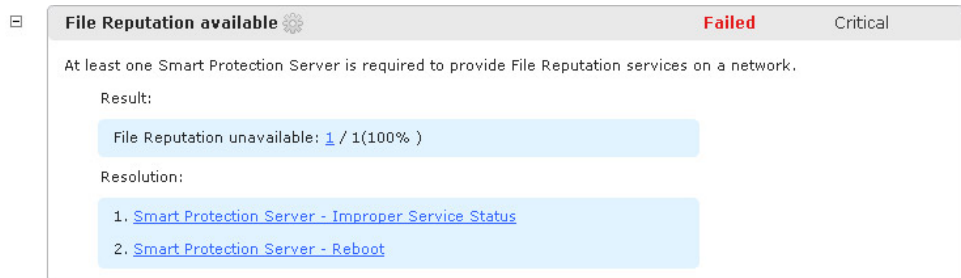 File Reputation available Failed Critical
At least one Smart Protection Server is required to provide File Reputation services on a network.
Result:
File Reputation unavailable: 1 / 1(100% )
Resolution:
1. Smart Protection Server - Improper Service Status
2. Smart Protection Server - Reboot